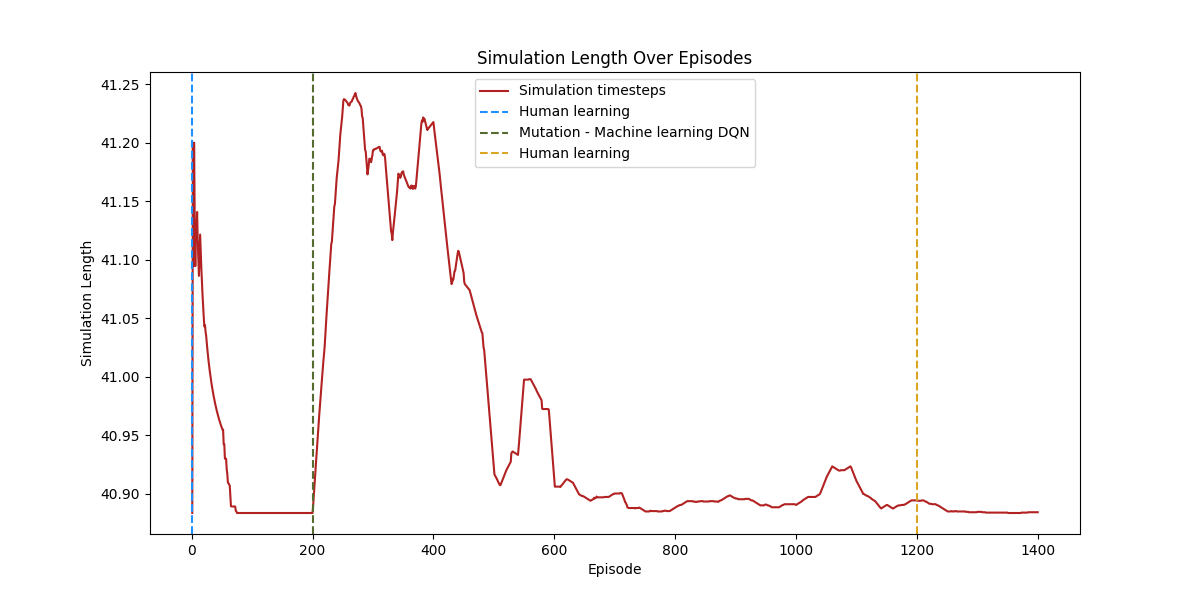 Simulation Length Over Episodes
Simulation timesteps
Human learning
Mutation - Machine learning DQN
Human learning
Simulation Length
41.25
41.20
41.15
41.10
41.05
41.00
40.95
40.90
0 200 400 600 800 1000 1200 1400
Episode